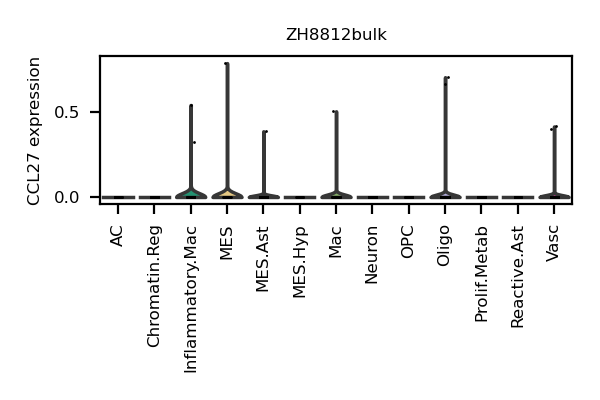 ZH8812bulk
CCL27 expression
0.5
0.0
AC
Chromatin.Reg
Inflammatory.Mac
MES
MES.Ast
MES.Hyp
Mac
Neuron
OPC
Oligo
Prolif.Metab
Reactive.Ast
Vasc